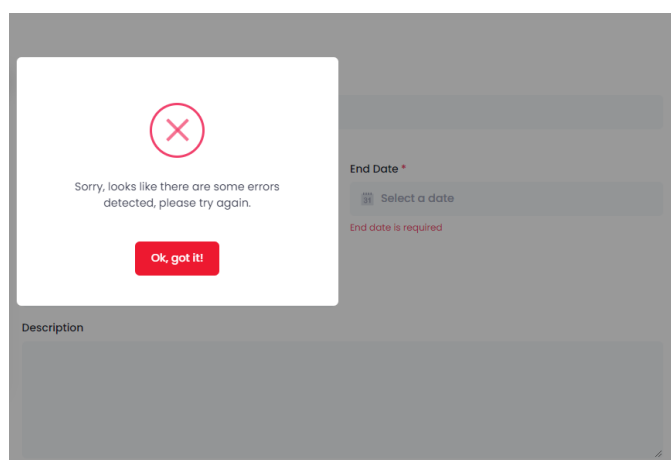 End Date *
31 Select a date
End date is required
Sorry, looks like there are some errors
detected, please try again.
Ok, got it!
Description